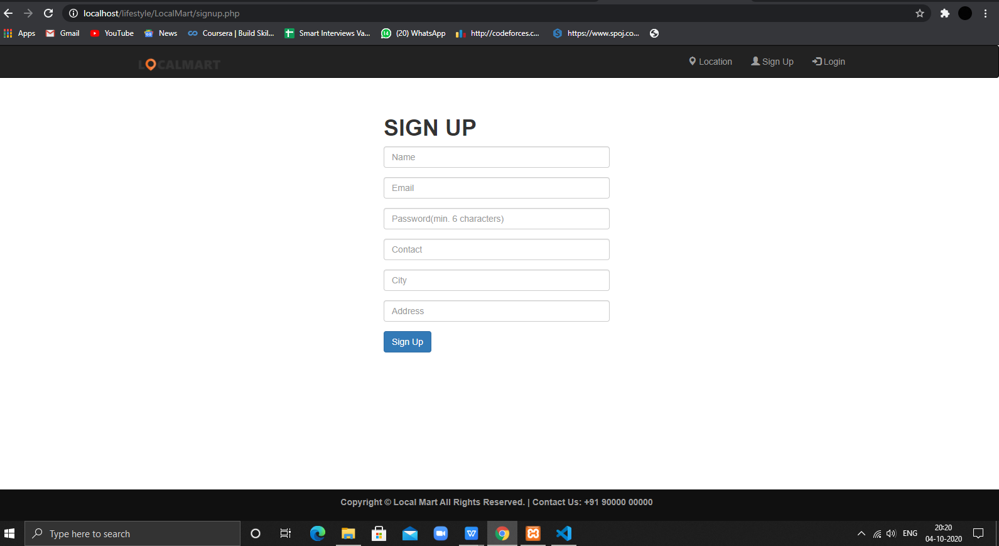 localhost/lifestyle/LocalMart/signup.php
Apps Gmail YouTube News Coursera | Build Skil... Smart Interviews Va... 14 (20) WhatsApp http://codeforces.c... https://www.spoj.co...
LOCALMART Location Sign Up Login
SIGN UP
Name
Email
Password(min. 6 characters)
Contact
City
Address
Sign Up
Copyright © Local Mart All Rights Reserved. | Contact Us: +91 90000 00000
Type here to search ENG 20:20
04-10-2020